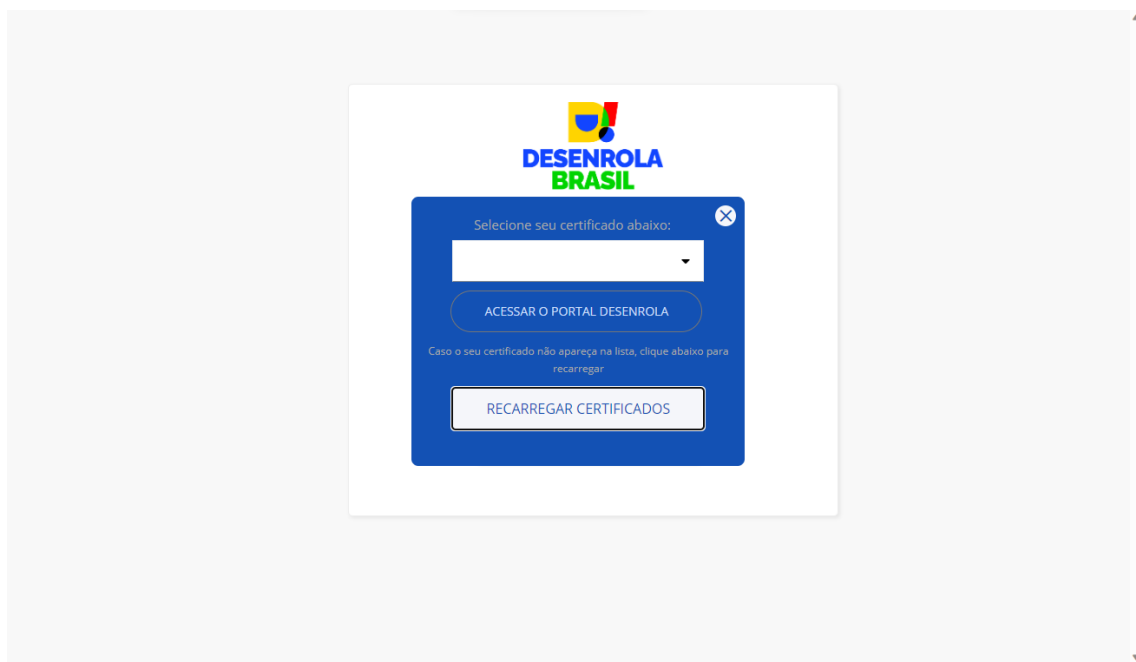 DESENROLA
BRASIL
Selecione seu certificado abaixo:
ACESSAR O PORTAL DESENROLA
Caso o seu certificado não apareça na lista, clique abaixo para
recarregar
RECARREGAR CERTIFICADOS